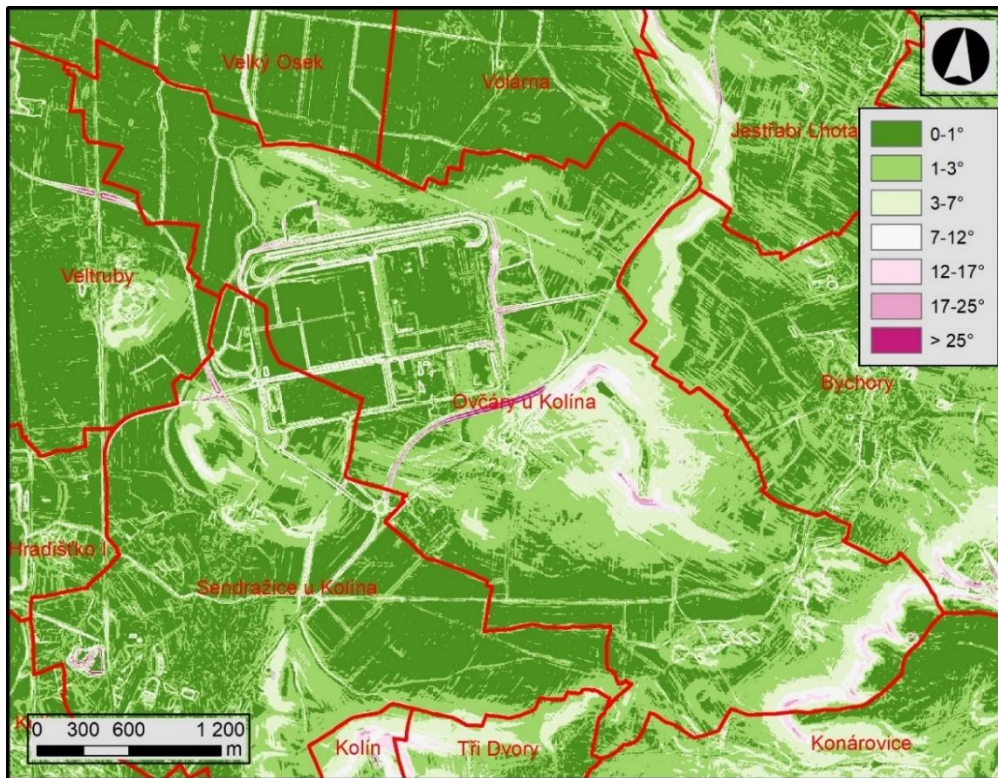 Velký Osek
Volárna
Jestřabí Lhota
0-1°
1-3°
3-7°
7-12°
12-17°
17-25°
> 25°
Veltruby
Bychory
Ovčáry u Kolína
Hradišťko I
Sendražice u Kolína
0 300 600 1 200
m
Kolín
Tři Dvory
Konárovice